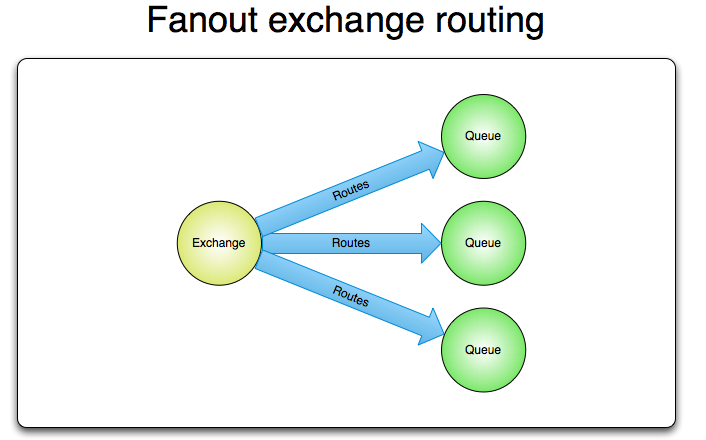 Fanout exchange routing
Queue
Routes
Exchange
Routes
Queue
Routes
Queue